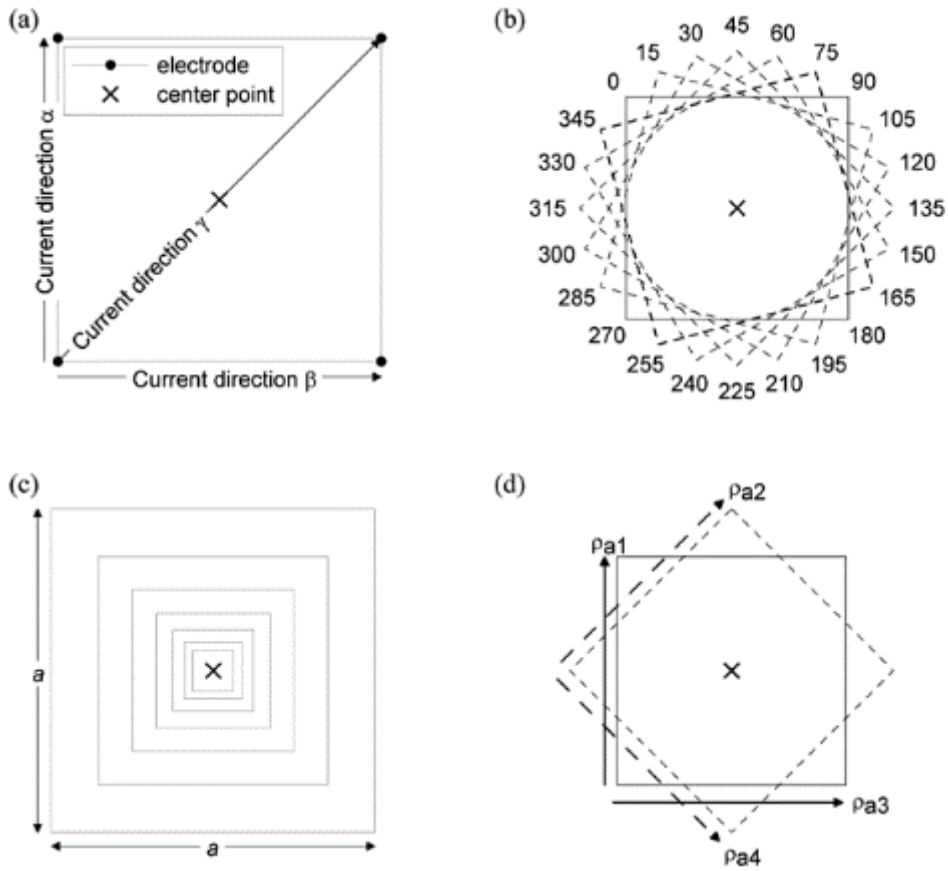 (a)
electrode
center point
Current direction α
Current direction γ
Current direction β
(b)
0
15
30
45
60
75
90
345
105
330
120
315
135
300
150
285
165
270
180
255
195
240
225
210
(c)
a
a
(d)
ρa2
ρa1
ρa3
ρa4